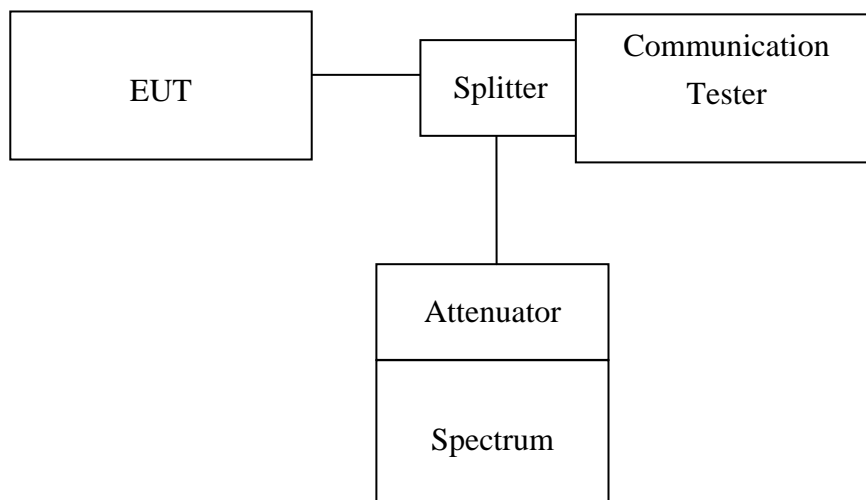 EUT
Splitter
Communication
Tester
Attenuator
Spectrum